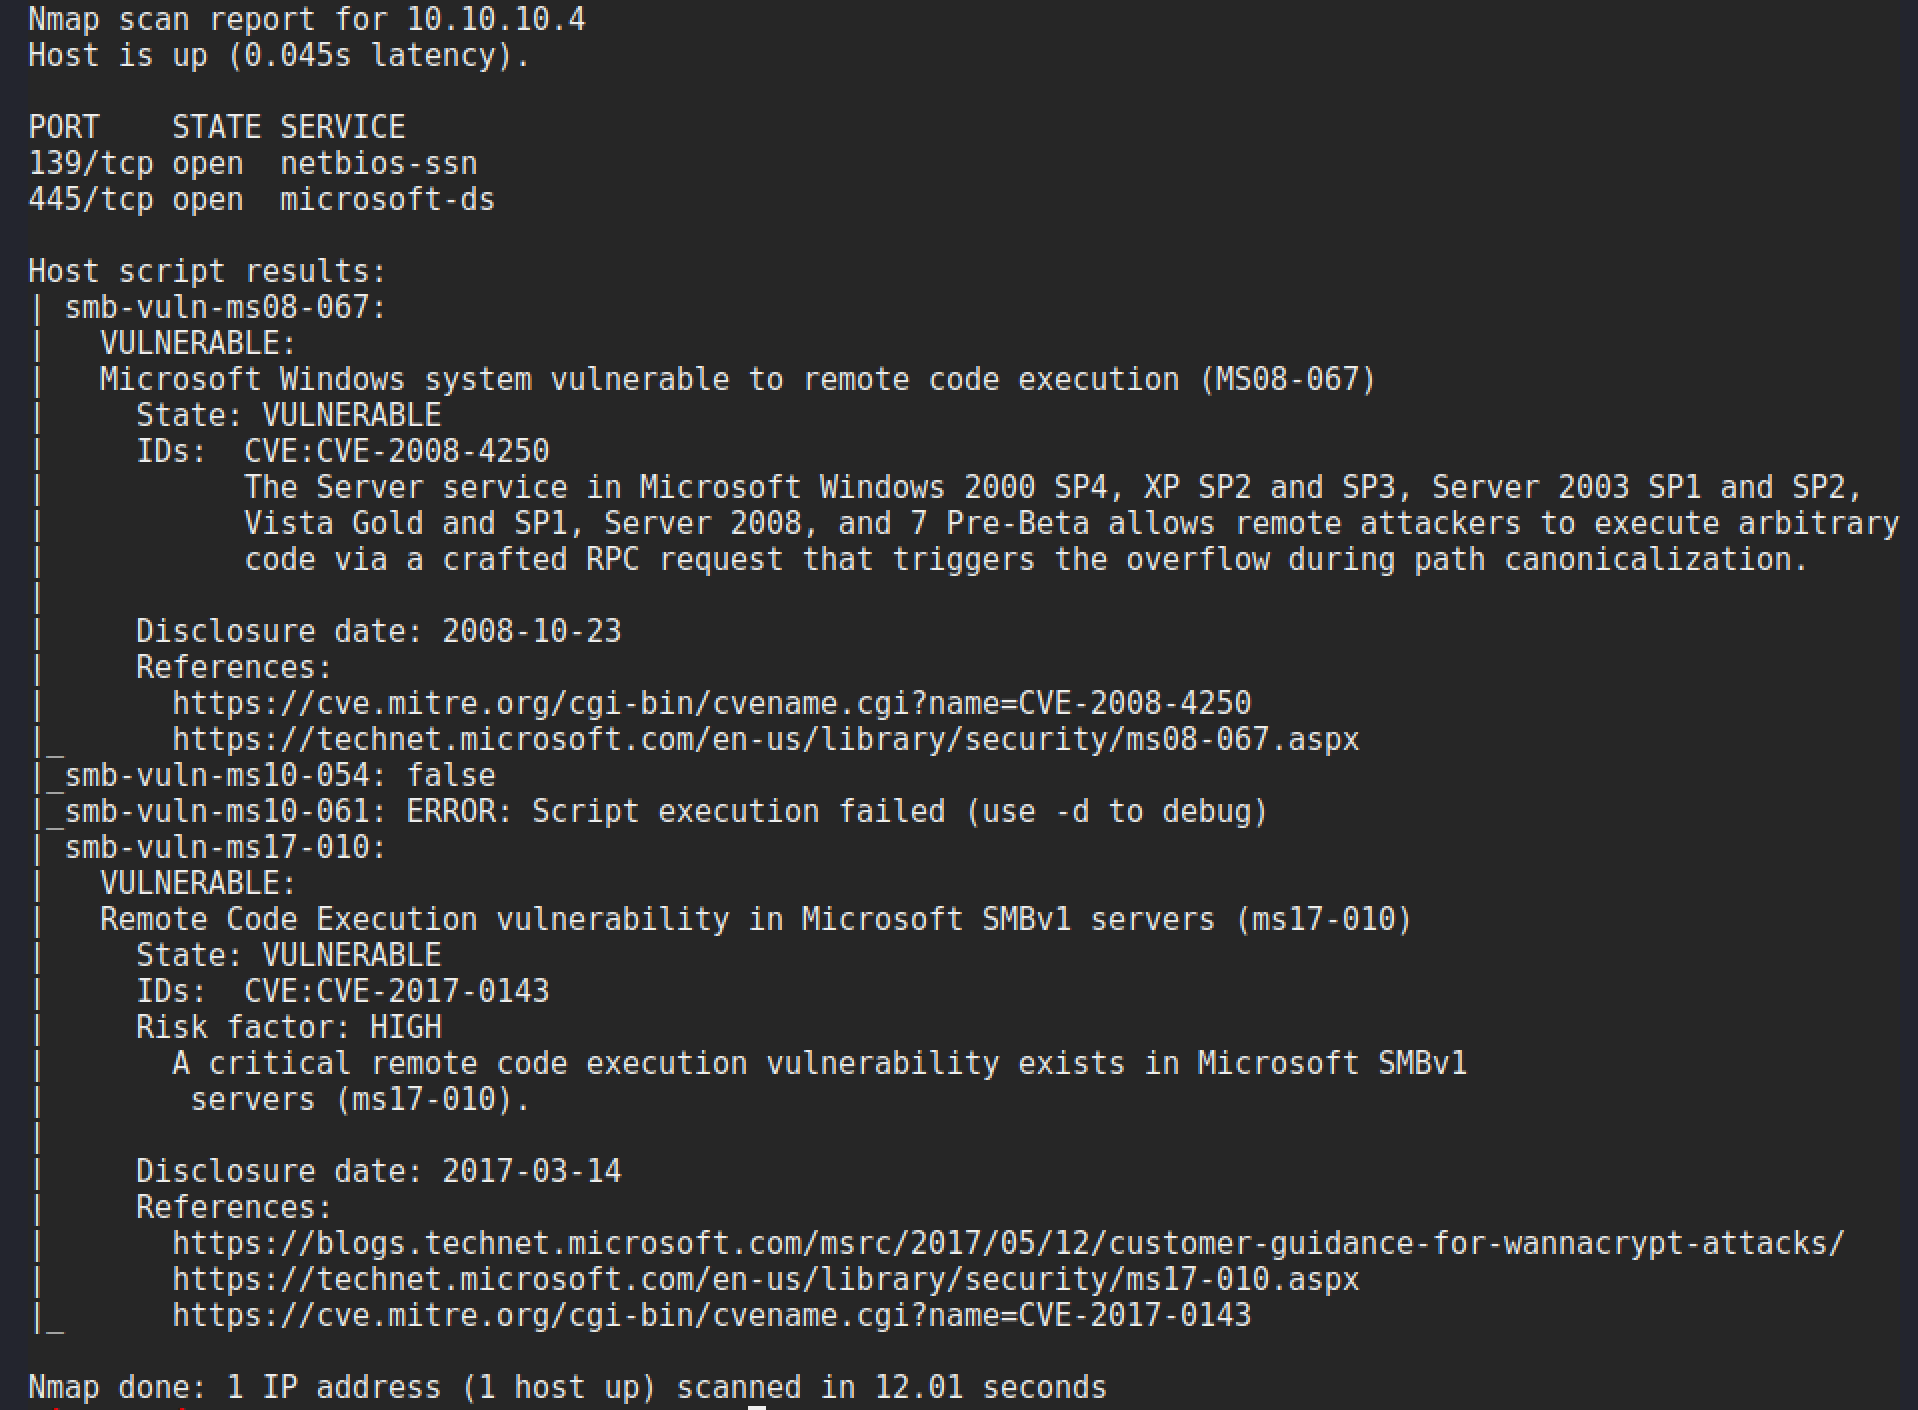 Nmap scan report for 10.10.10.4
Host is up (0.045s latency).

PORT    STATE SERVICE
139/tcp open  netbios-ssn
445/tcp open  microsoft-ds

Host script results:
| smb-vuln-ms08-067:
|   VULNERABLE:
|   Microsoft Windows system vulnerable to remote code execution (MS08-067)
|     State: VULNERABLE
|     IDs:  CVE:CVE-2008-4250
|           The Server service in Microsoft Windows 2000 SP4, XP SP2 and SP3, Server 2003 SP1 and SP2,
|           Vista Gold and SP1, Server 2008, and 7 Pre-Beta allows remote attackers to execute arbitrary
|           code via a crafted RPC request that triggers the overflow during path canonicalization.
|
|     Disclosure date: 2008-10-23
|     References:
|       https://cve.mitre.org/cgi-bin/cvename.cgi?name=CVE-2008-4250
|_      https://technet.microsoft.com/en-us/library/security/ms08-067.aspx
|_smb-vuln-ms10-054: false
|_smb-vuln-ms10-061: ERROR: Script execution failed (use -d to debug)
| smb-vuln-ms17-010:
|   VULNERABLE:
|   Remote Code Execution vulnerability in Microsoft SMBv1 servers (ms17-010)
|     State: VULNERABLE
|     IDs:  CVE:CVE-2017-0143
|     Risk factor: HIGH
|       A critical remote code execution vulnerability exists in Microsoft SMBv1
|        servers (ms17-010).
|
|     Disclosure date: 2017-03-14
|     References:
|       https://blogs.technet.microsoft.com/msrc/2017/05/12/customer-guidance-for-wannacrypt-attacks/
|       https://technet.microsoft.com/en-us/library/security/ms17-010.aspx
|_      https://cve.mitre.org/cgi-bin/cvename.cgi?name=CVE-2017-0143

Nmap done: 1 IP address (1 host up) scanned in 12.01 seconds